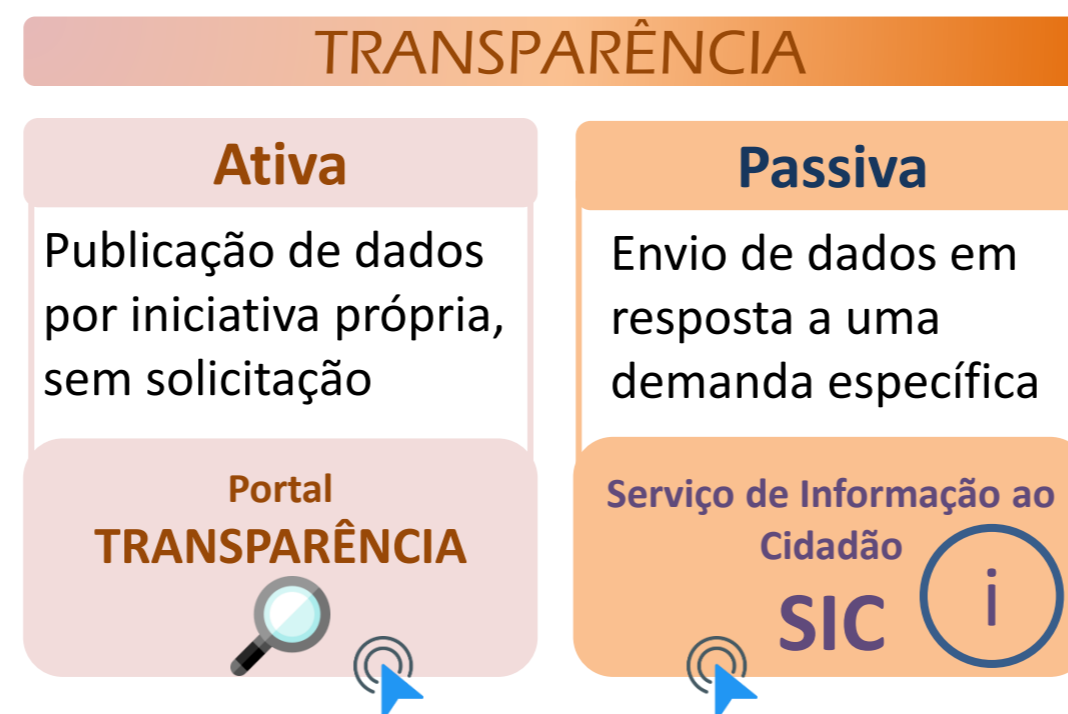 TRANSPARÊNCIA
Ativa
Publicação de dados
por iniciativa própria,
sem solicitação
Portal
TRANSPARÊNCIA
Passiva
Envio de dados em
resposta a uma
demanda específica
Serviço de Informação ao
Cidadão
SIC
i